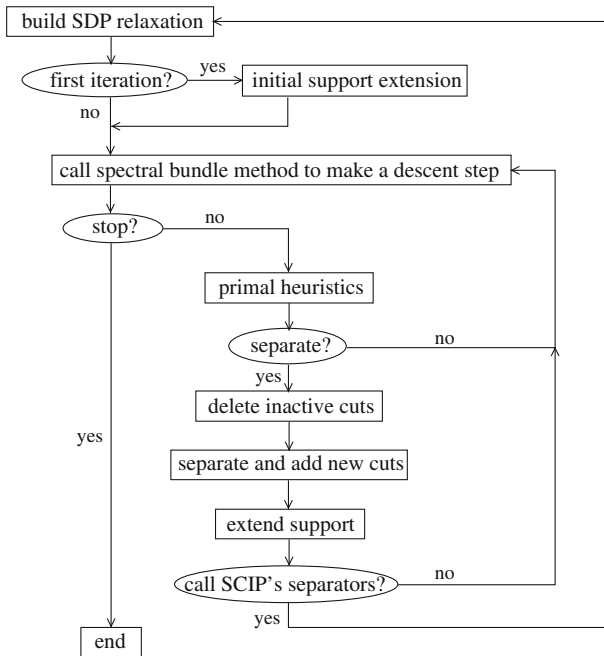 build SDP relaxation
first iteration?
yes
initial support extension
no
call spectral bundle method to make a descent step
stop?
no
primal heuristics
separate?
no
yes
delete inactive cuts
yes
separate and add new cuts
extend support
call SCIP's separators?
no
yes
end